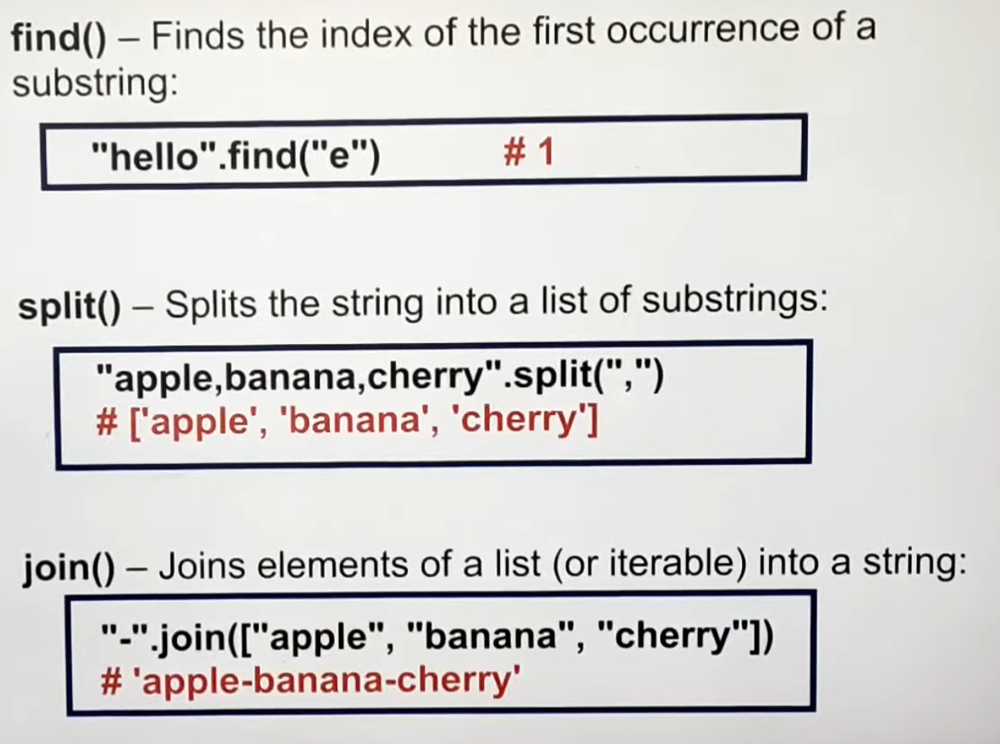 find() – Finds the index of the first occurrence of a
substring:
"hello".find("e") # 1
split() – Splits the string into a list of substrings:
"apple,banana,cherry".split(",")
# ['apple', 'banana', 'cherry']
join() – Joins elements of a list (or iterable) into a string:
"-".join(["apple", "banana", "cherry"])
# 'apple-banana-cherry'